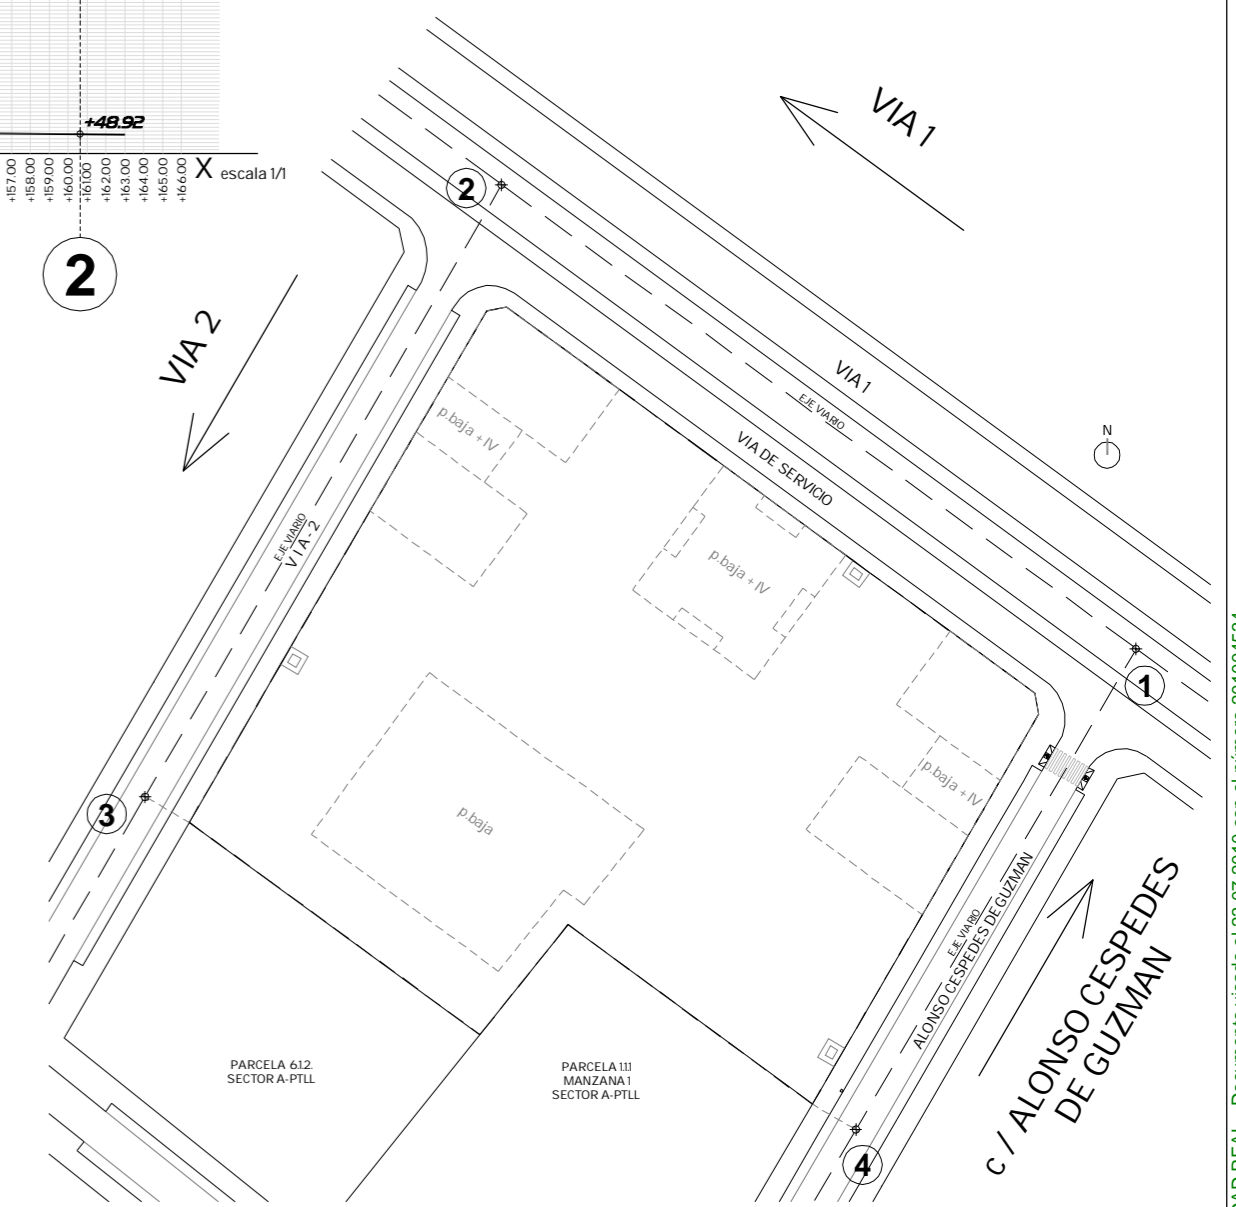 +48.92
+157.00
+158.00
+159.00
+160.00
+161.00
+162.00
+163.00
+164.00
+165.00
+166.00
X escala 1/1
2
VIA 1
2
VIA 2
VIA 1
EJE VIARIO
VIA DE SERVICIO
N
p.baja + IV
EJE VIARIO
VIA-2
p.baja + IV
1
p.baja + IV
3
p.baja
EJE VIARIO
ALONSO CESPEDES DE GUZMAN
c / ALONSO CESPEDES
DE GUZMAN
PARCELA 6.1.2.
SECTOR A-PTLL
PARCELA 1.1.1
MANZANA 1
SECTOR A-PTLL
4